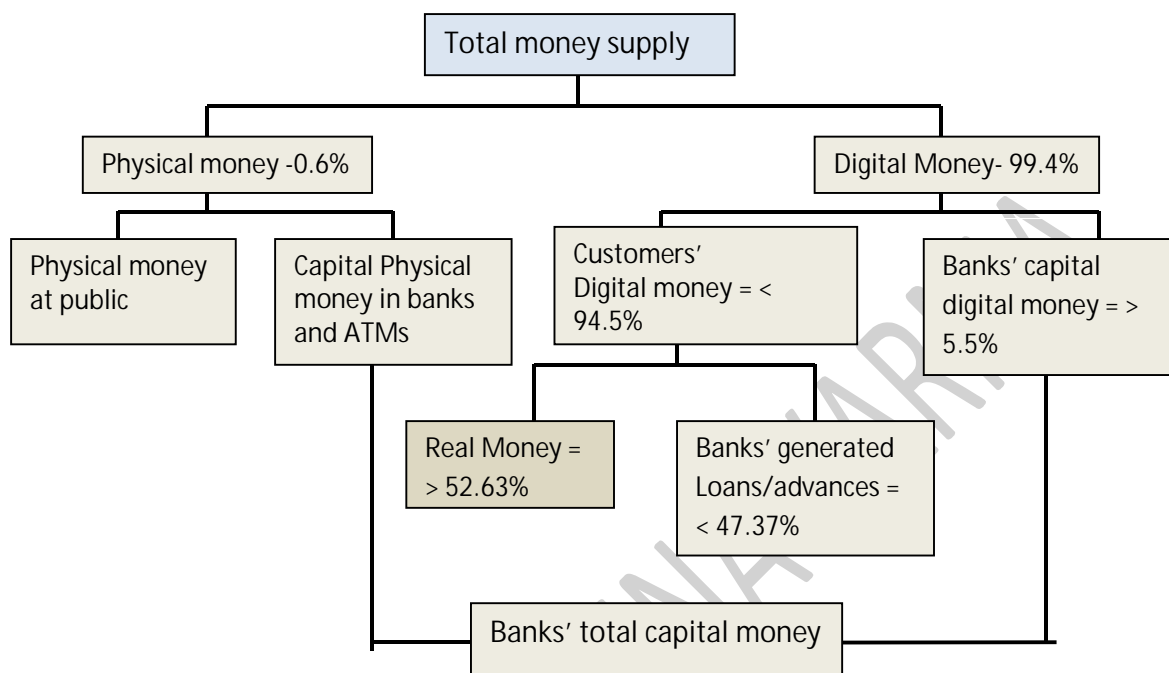 Total money supply
Physical money -0.6%
Digital Money- 99.4%
Physical money
at public
Capital Physical
money in banks
and ATMs
Customers’
Digital money = <
94.5%
Banks’ capital
digital money = >
5.5%
Real Money =
> 52.63%
Banks’ generated
Loans/advances =
< 47.37%
Banks’ total capital money